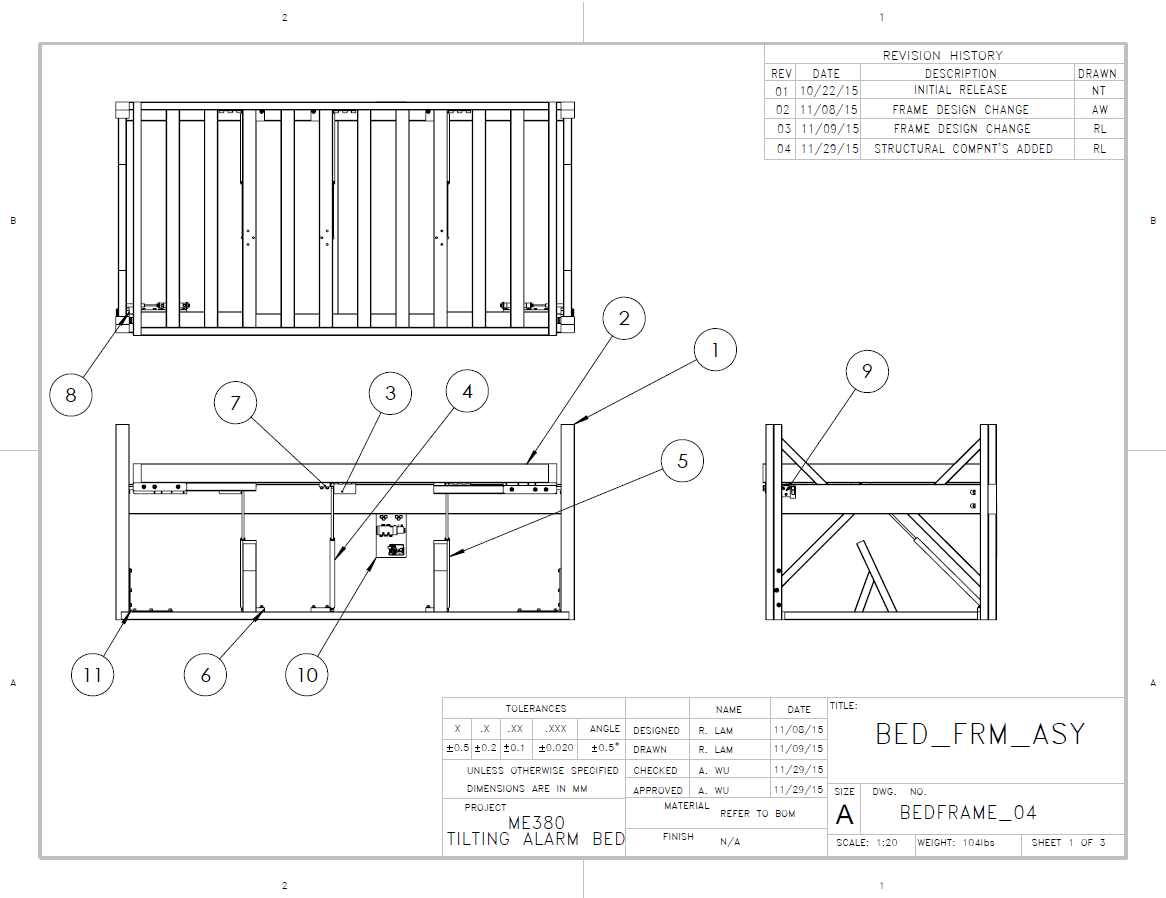 2 1
REVISION HISTORY
REV DATE DESCRIPTION DRAWN
01 10/22/15 INITIAL RELEASE NT
02 11/08/15 FRAME DESIGN CHANGE AW
03 11/09/15 FRAME DESIGN CHANGE RL
04 11/29/15 STRUCTURAL COMPNT'S ADDED RL
B B
2
1
9
8
7
3
4
5
11
6
10
A A
TOLERANCES
X .X .XX .XXX ANGLE
±0.5 ±0.2 ±0.1 ±0.020 ±0.5°
UNLESS OTHERWISE SPECIFIED
DIMENSIONS ARE IN MM
PROJECT
ME380
TILTING ALARM BED
NAME DATE
DESIGNED R. LAM 11/08/15
DRAWN R. LAM 11/09/15
CHECKED A. WU 11/29/15
APPROVED A. WU 11/29/15
MATERIAL REFER TO BOM
FINISH N/A
TITLE:
BED_FRM_ASY
SIZE DWG. NO.
A BEDFRAME_04
SCALE: 1:20 WEIGHT: 104lbs SHEET 1 OF 3
2 1